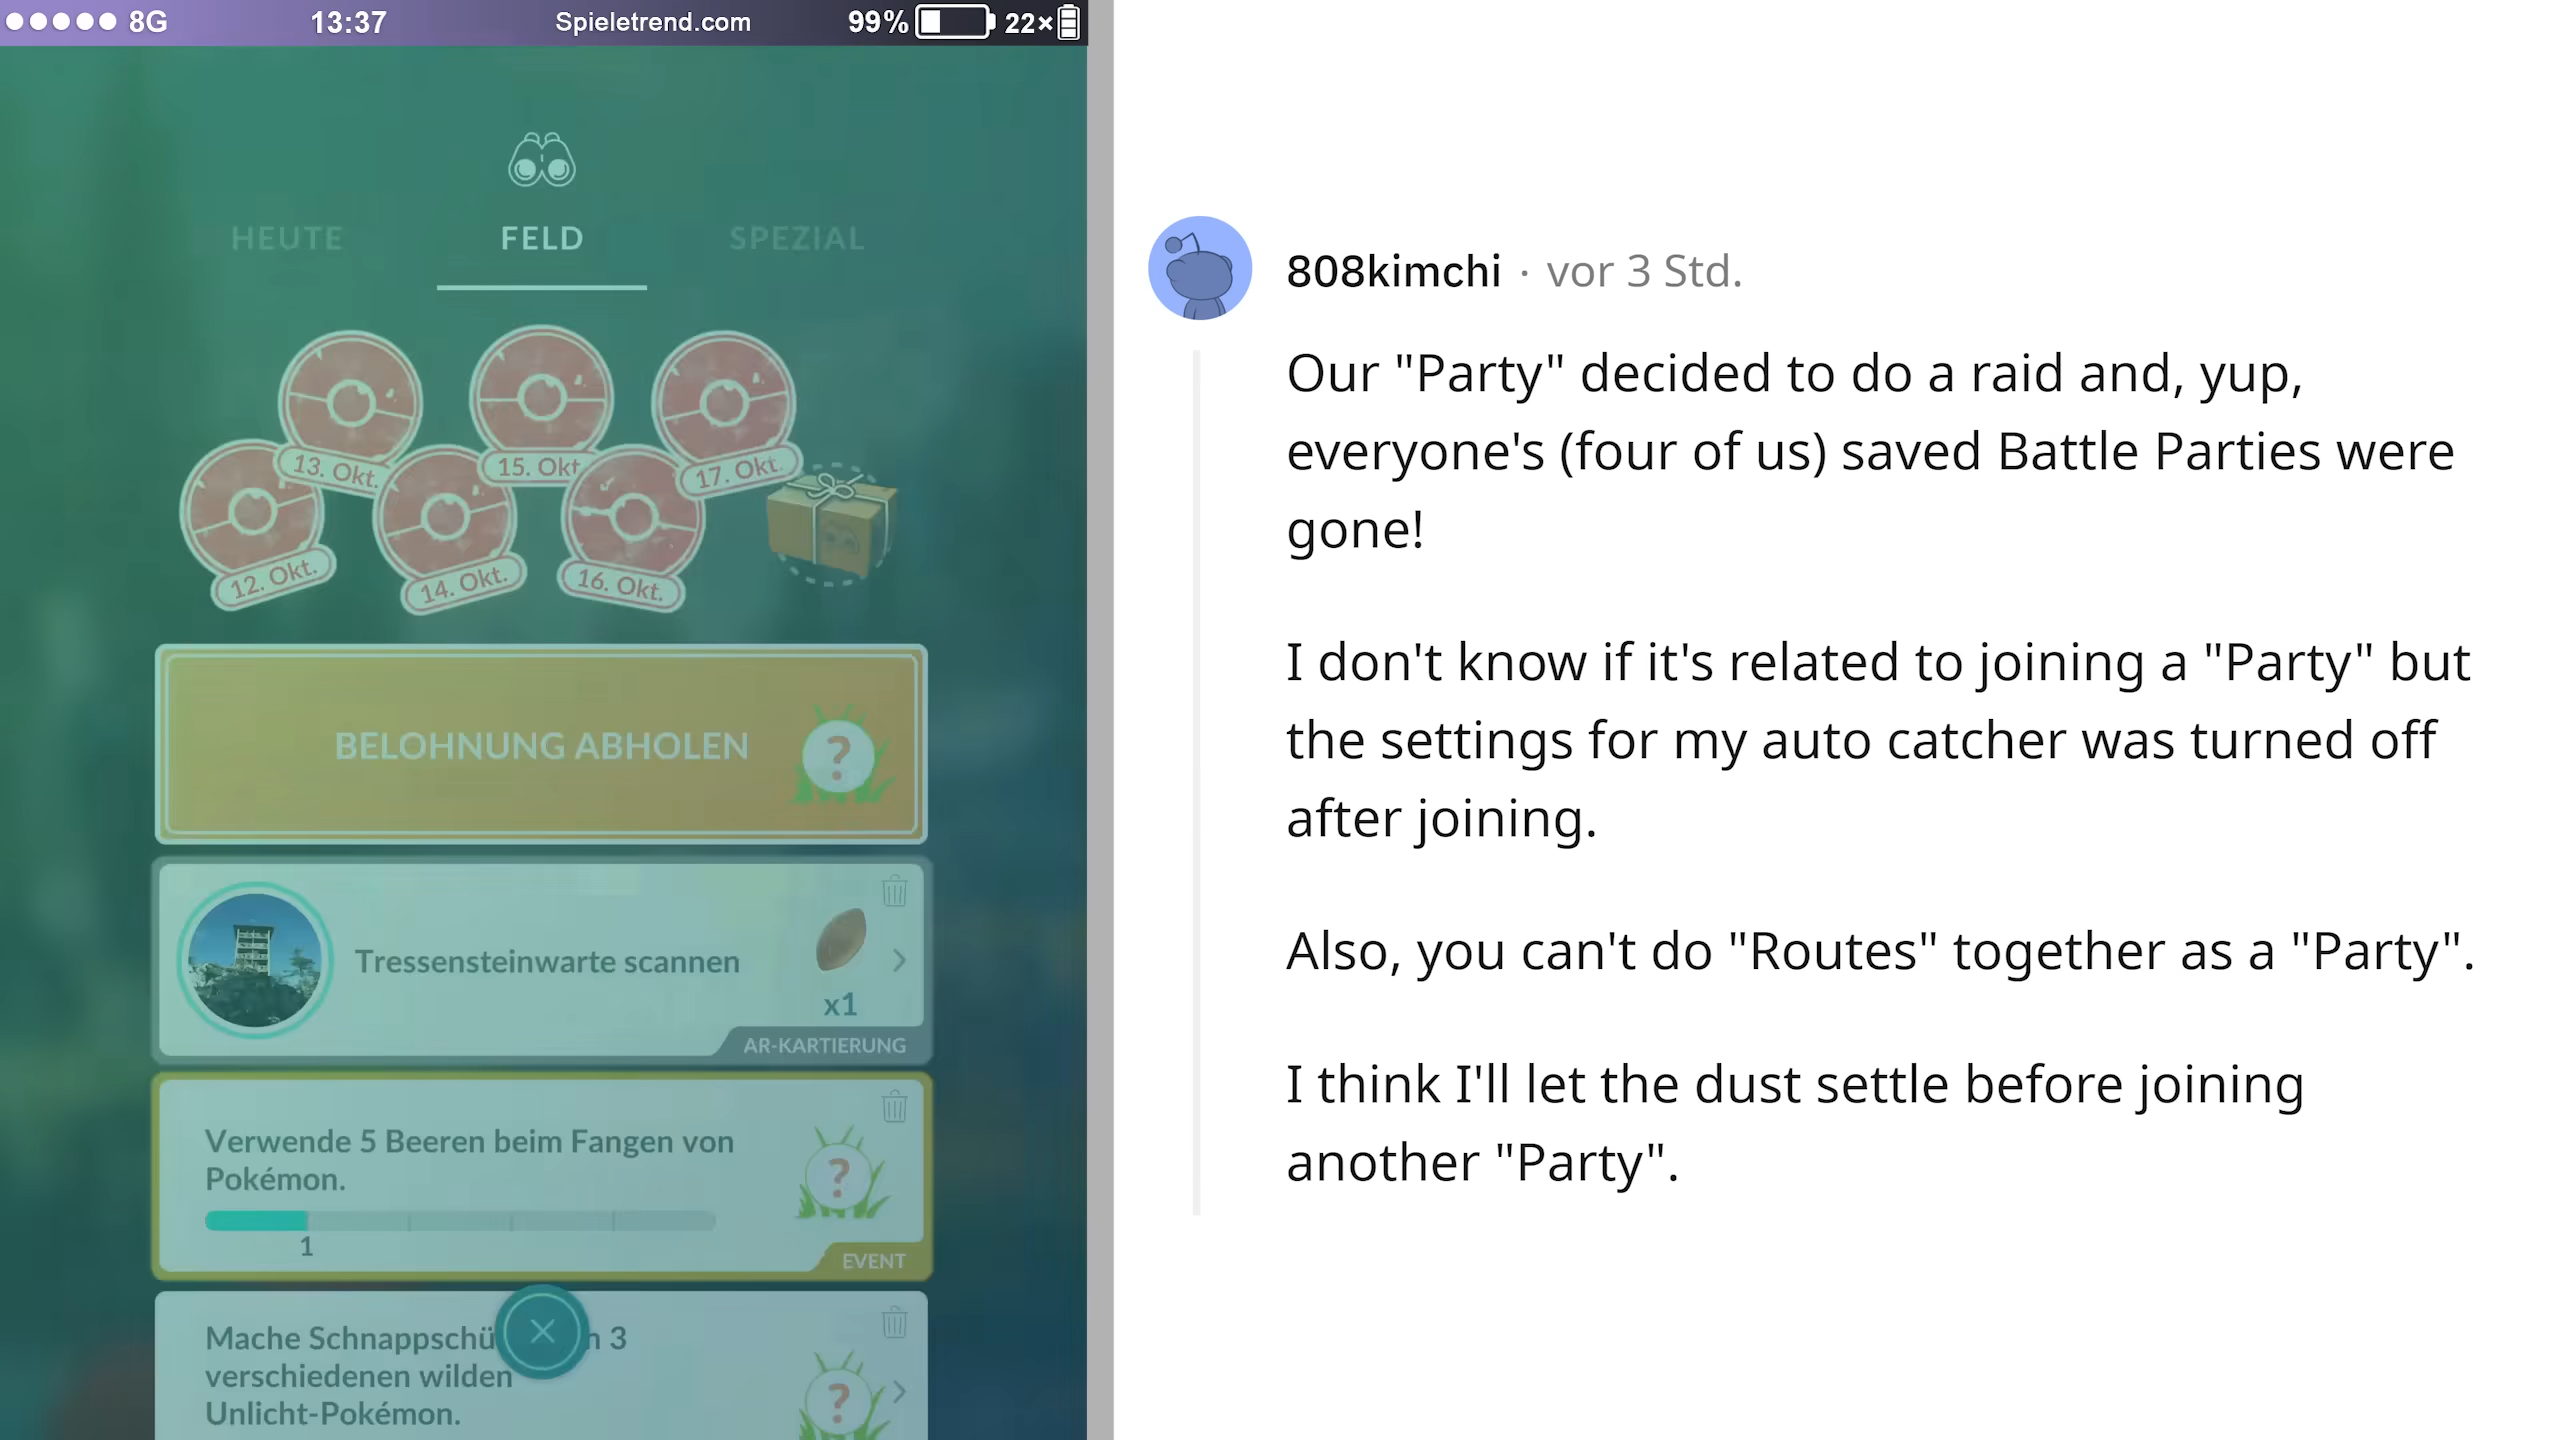 8G
13:37
Spieletrend.com
99%
22×
HEUTE
FELD
SPEZIAL
13. Okt.
15. Okt
17. Okt.
12. Okt.
14. Okt.
16. Okt.
BELOHNUNG ABHOLEN
?
Tressensteinwarte scannen
x1
AR-KARTIERUNG
Verwende 5 Beeren beim Fangen von
Pokémon.
?
1
EVENT
Mache Schnappschü n 3
verschiedenen wilden
Unlicht-Pokémon.
?
808kimchi · vor 3 Std.
Our "Party" decided to do a raid and, yup,
everyone's (four of us) saved Battle Parties were
gone!
I don't know if it's related to joining a "Party" but
the settings for my auto catcher was turned off
after joining.
Also, you can't do "Routes" together as a "Party".
I think I'll let the dust settle before joining
another "Party".